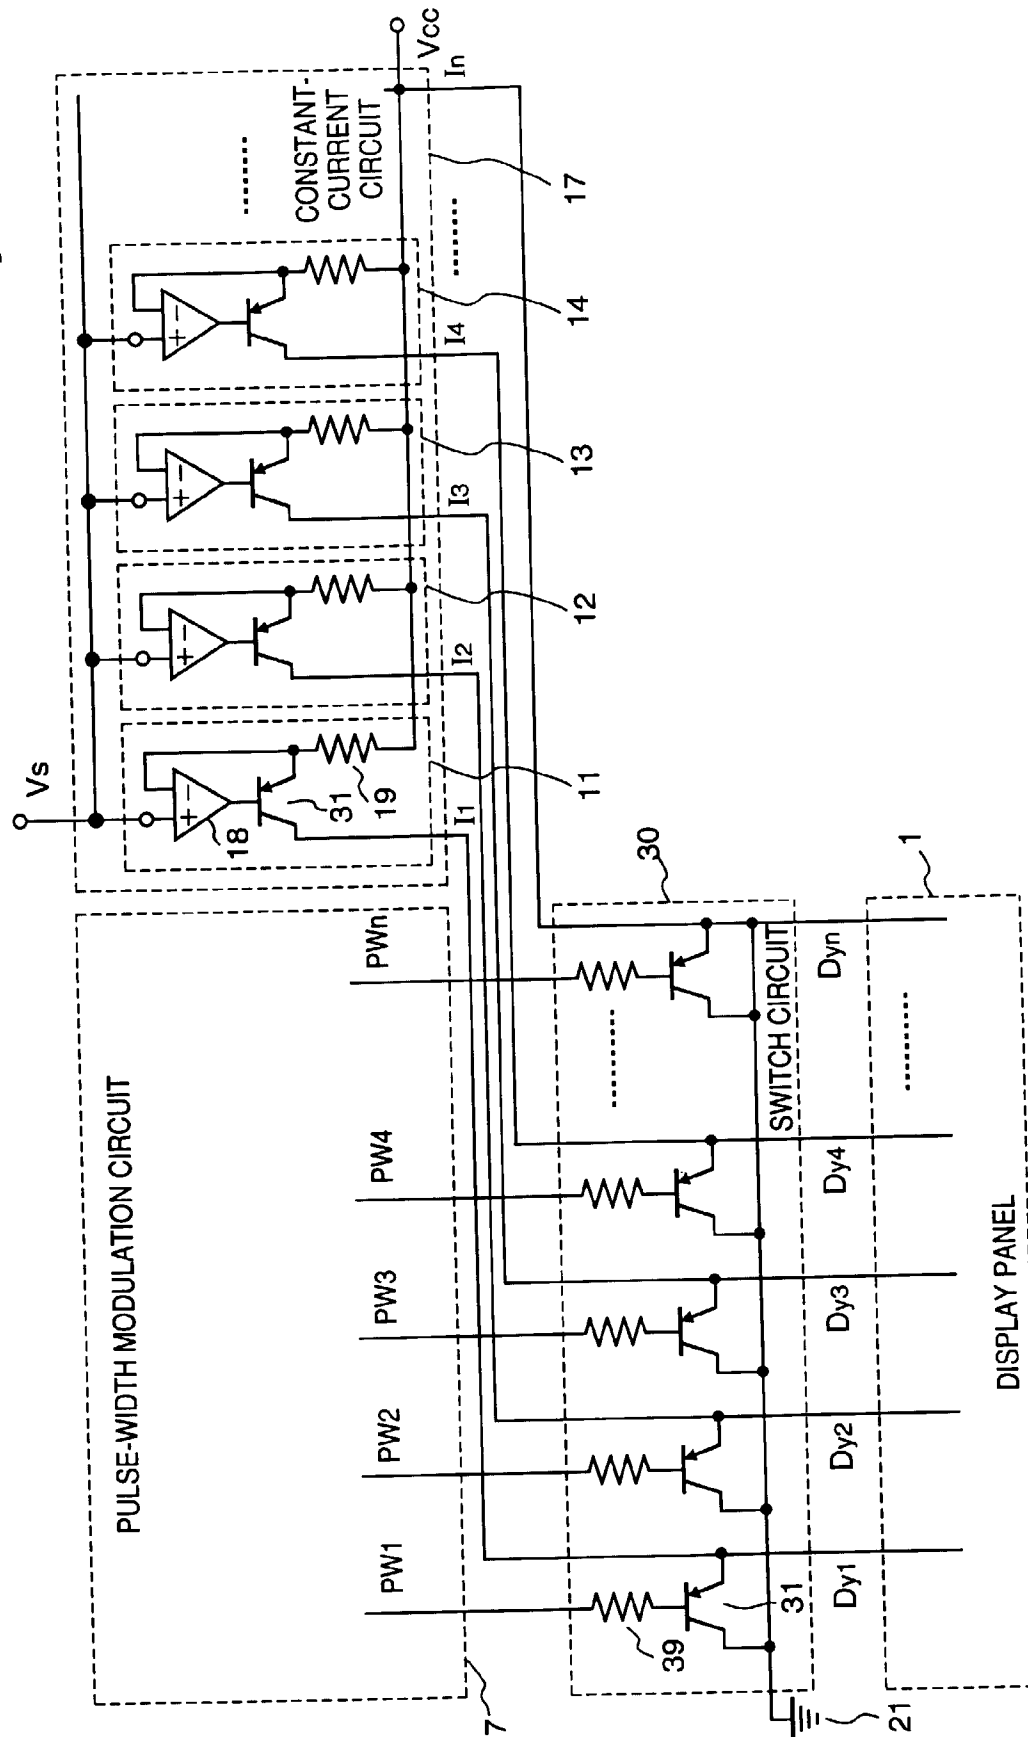 Vs
Vcc
CONSTANT-
CURRENT
CIRCUIT
18
31
19
11
12
13
14
17
I1
I2
I3
I4
In
PULSE-WIDTH MODULATION CIRCUIT
7
PW1
PW2
PW3
PW4
PWn
30
39
31
SWITCH CIRCUIT
21
Dy1
Dy2
Dy3
Dy4
Dyn
1
DISPLAY PANEL
+
−
+
−
+
−
+
−